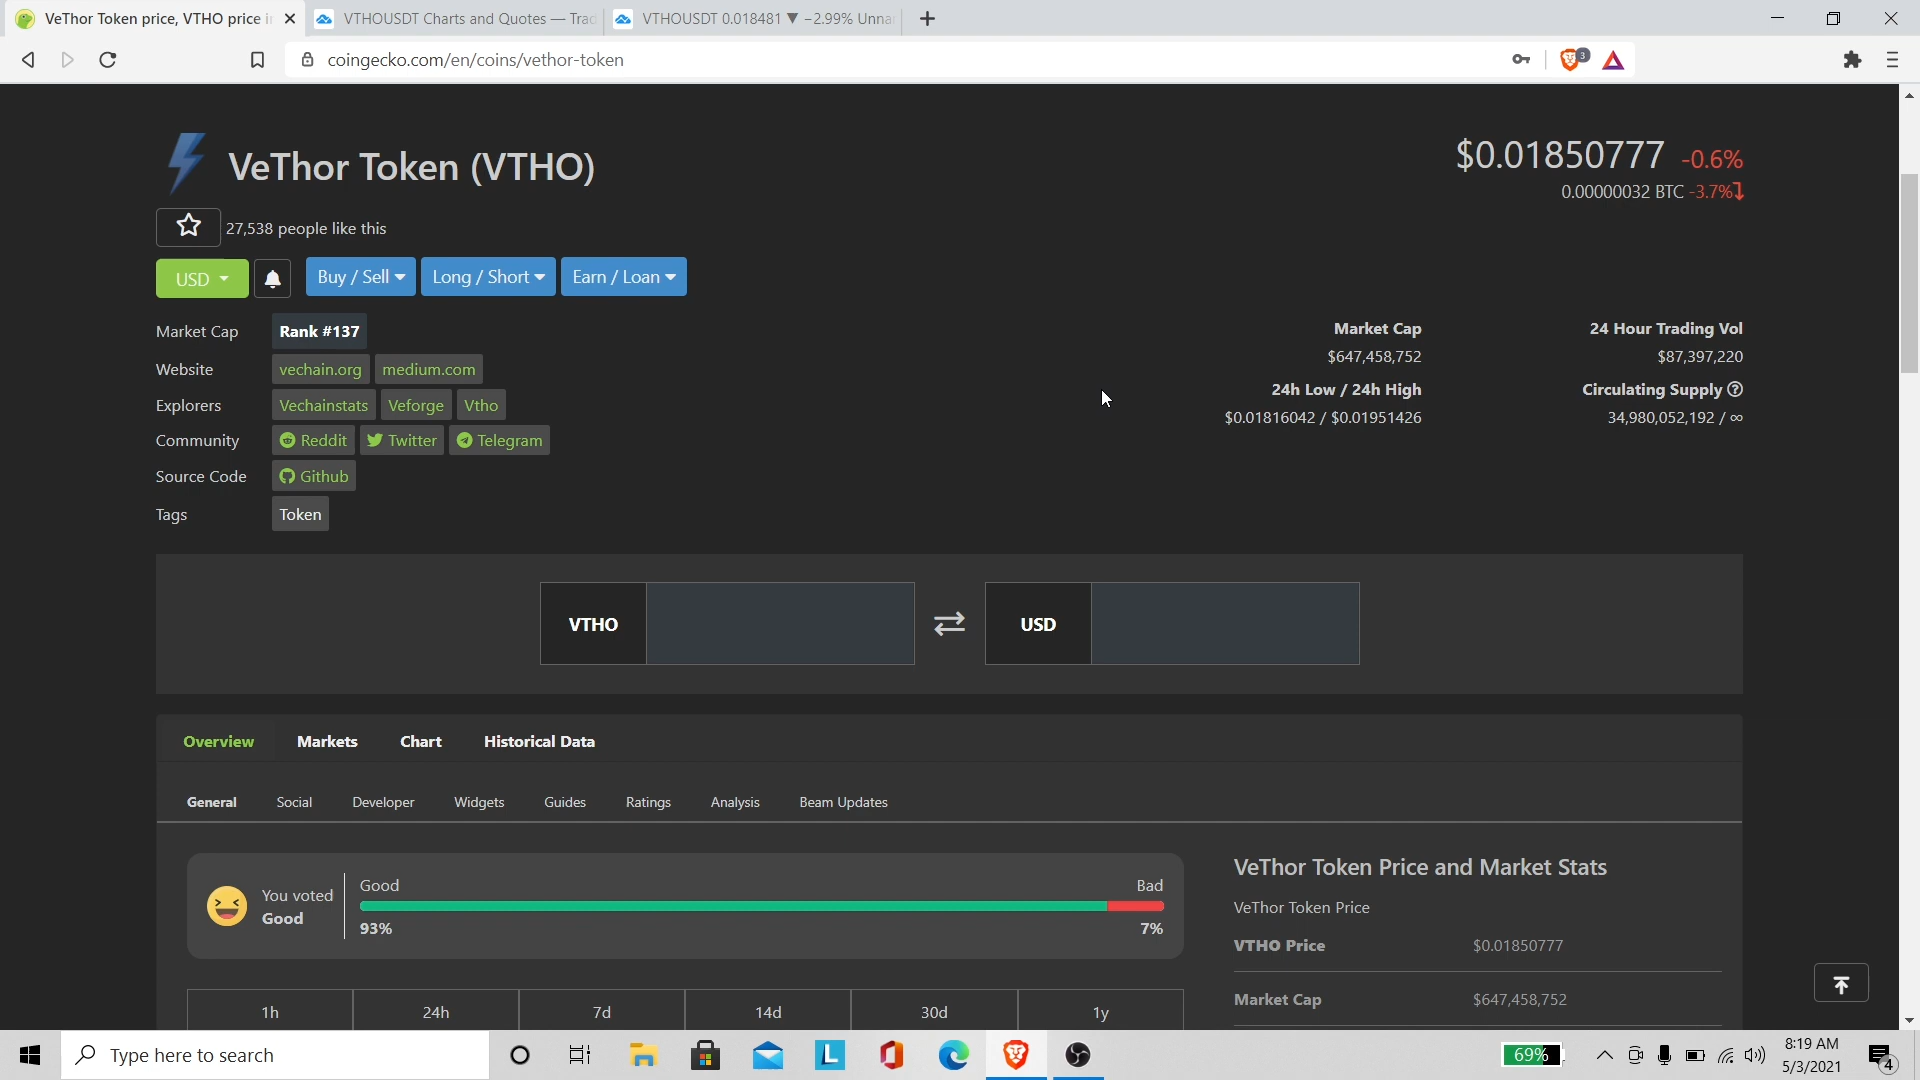 VeThor Token price, VTHO price i
VTHOUSDT Charts and Quotes — Trad
VTHOUSDT 0.018481 ▼ −2.99% Unna
coingecko.com/en/coins/vethor-token
3
VeThor Token (VTHO)
$0.01850777 -0.6%
0.00000032 BTC -3.7%
27,538 people like this
USD
Buy / Sell
Long / Short
Earn / Loan
Market Cap Rank #137
Website vechain.org medium.com
Explorers Vechainstats Veforge Vtho
Community Reddit Twitter Telegram
Source Code Github
Tags Token
Market Cap
$647,458,752
24 Hour Trading Vol
$87,397,220
24h Low / 24h High
$0.01816042 / $0.01951426
Circulating Supply ?
34,980,052,192 / ∞
VTHO
USD
Overview Markets Chart Historical Data
General Social Developer Widgets Guides Ratings Analysis Beam Updates
You voted
Good
Good Bad
93% 7%
1h 24h 7d 14d 30d 1y
VeThor Token Price and Market Stats
VeThor Token Price
VTHO Price $0.01850777
Market Cap $647,458,752
Type here to search
L
69%
8:19 AM
5/3/2021
4